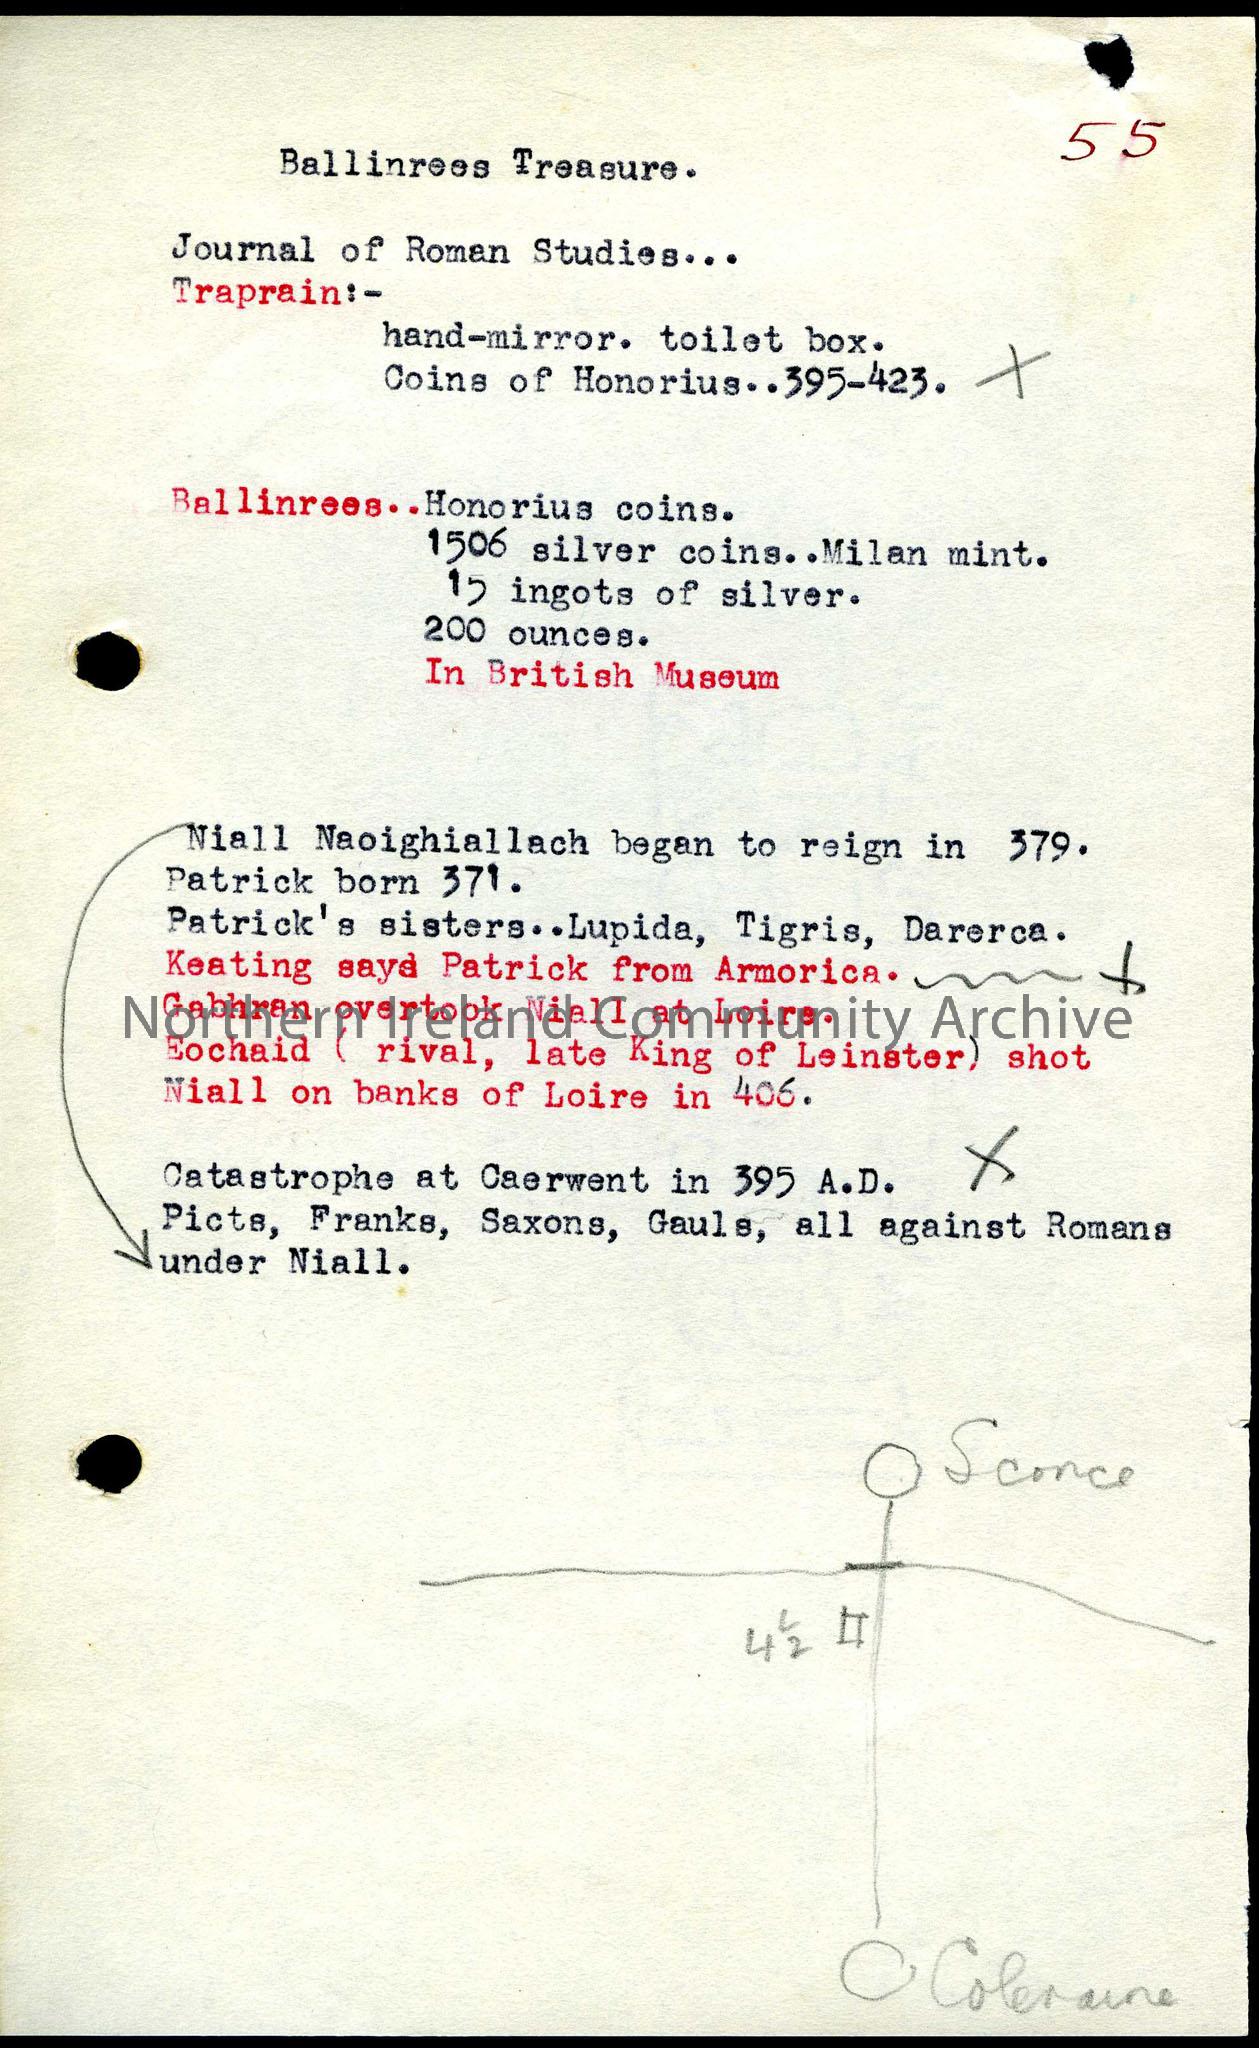 55
Ballinrees Treasure.
Journal of Roman Studies...
Traprain:-
hand-mirror. toilet box.
Coins of Honorius..395-423. X
Ballinrees..Honorius coins.
1506 silver coins..Milan mint.
15 ingots of silver.
200 ounces.
In British Museum
Niall Naoighiallach began to reign in 379.
Patrick born 371.
Patrick's sisters..Lupida, Tigris, Darerca.
Keating sayd Patrick from Armorica. X
Gabhran overtook Niall at Loire.
Northern Ireland Community Archive
Eochaid ( rival, late King of Leinster) shot
Niall on banks of Loire in 406.
Catastrophe at Caerwent in 395 A.D. X
Picts, Franks, Saxons, Gauls, all against Romans
under Niall.
Sconce
4½ II
Coleraine